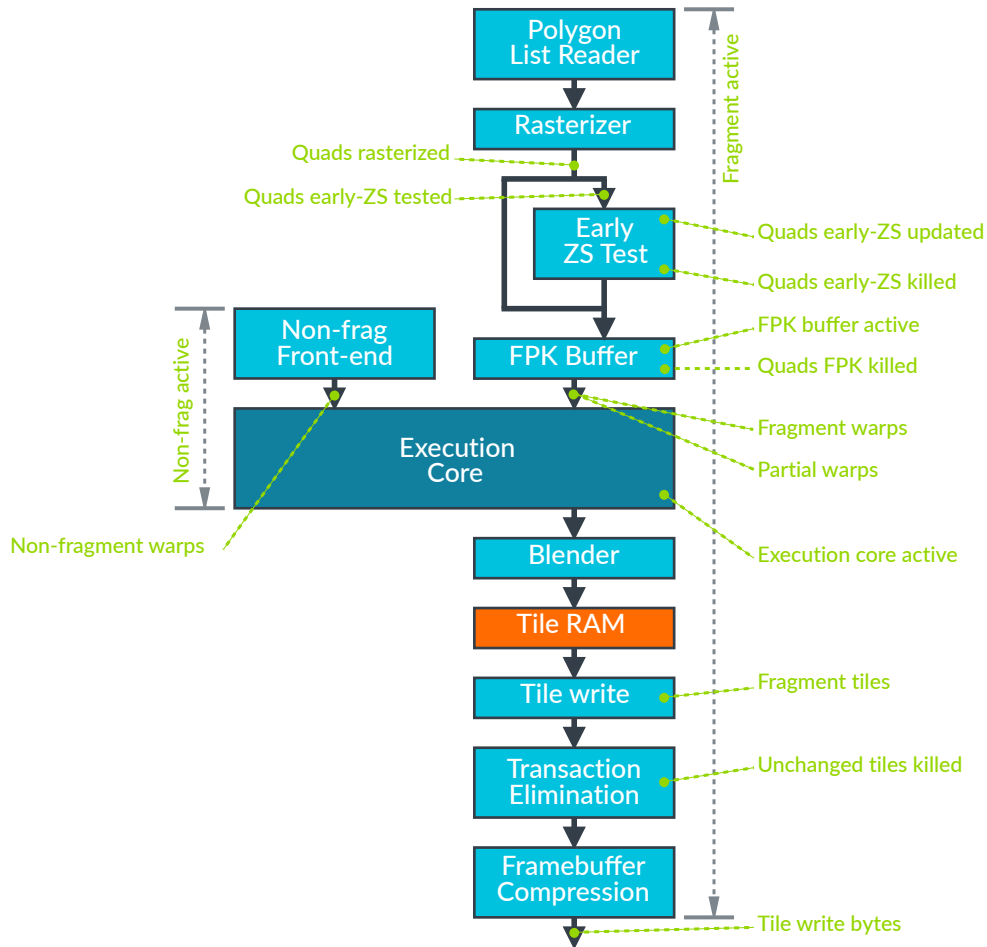 Polygon
List Reader
Fragment active
Rasterizer
Quads rasterized
Quads early-ZS tested
Early
ZS Test
Quads early-ZS updated
Quads early-ZS killed
Non-frag
Front-end
FPK Buffer
FPK buffer active
Quads FPK killed
Non-frag active
Execution
Core
Fragment warps
Partial warps
Non-fragment warps
Execution core active
Blender
Tile RAM
Tile write
Fragment tiles
Transaction
Elimination
Unchanged tiles killed
Framebuffer
Compression
Tile write bytes